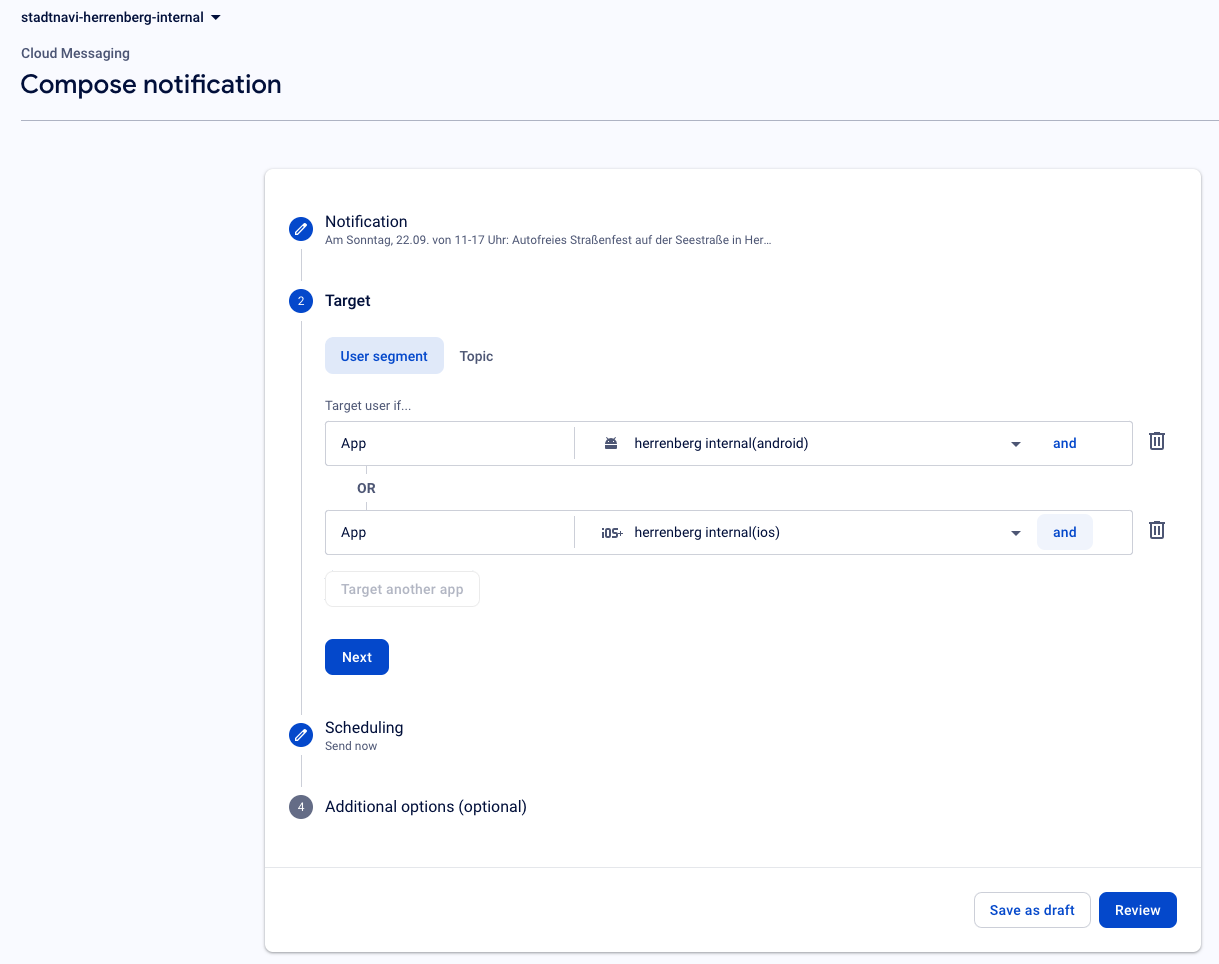 stadtnavi-herrenberg-internal
Cloud Messaging
Compose notification
Notification
Am Sonntag, 22.09. von 11-17 Uhr: Autofreies Straßenfest auf der Seestraße in Her...
2 Target
User segment Topic
Target user if...
App herrenberg internal(android) and
OR
App iOS+ herrenberg internal(ios) and
Target another app
Next
Scheduling
Send now
4 Additional options (optional)
Save as draft Review